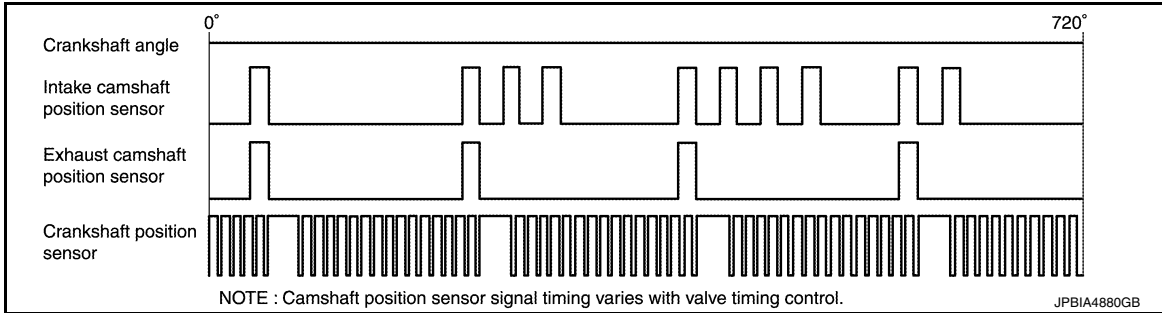 0° 720°
Crankshaft angle
Intake camshaft
position sensor
Exhaust camshaft
position sensor
Crankshaft position
sensor
NOTE : Camshaft position sensor signal timing varies with valve timing control.
JPBIA4880GB